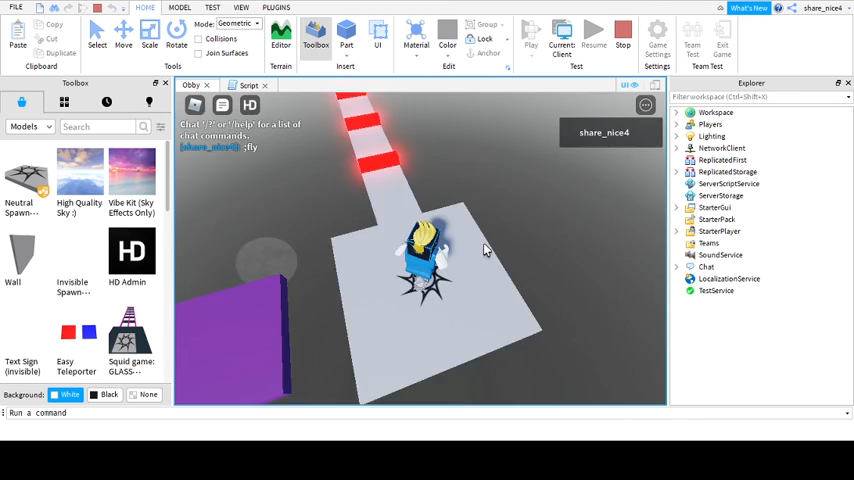 FILE HOME MODEL TEST VIEW PLUGINS What's New share_nice4
Paste Copy Cut Duplicate Clipboard
Select Move Scale Rotate Mode: Geometric Collisions Join Surfaces Tools
Editor Terrain
Toolbox Part UI Insert
Material Color Group Lock Anchor Edit
Play Current: Client Resume Stop Test
Game Settings Settings
Team Test Exit Game Team Test
Toolbox
Models Search
Neutral Spawn-...
High Quality Sky :)
Vibe Kit (Sky Effects Only)
Wall
Invisible Spawn-...
HD Admin
HD
Text Sign (invisible)
Easy Teleporter
Squid game: GLASS-...
Background: White Black None
Run a command
Obby Script UI
HD
Chat '/?' or '/help' for a list of
chat commands.
[share_nice4]: ;fly
share_nice4
Explorer
Filter workspace (Ctrl+Shift+X)
Workspace
Players
Lighting
NetworkClient
ReplicatedFirst
ReplicatedStorage
ServerScriptService
ServerStorage
StarterGui
StarterPack
StarterPlayer
Teams
SoundService
Chat
LocalizationService
TestService